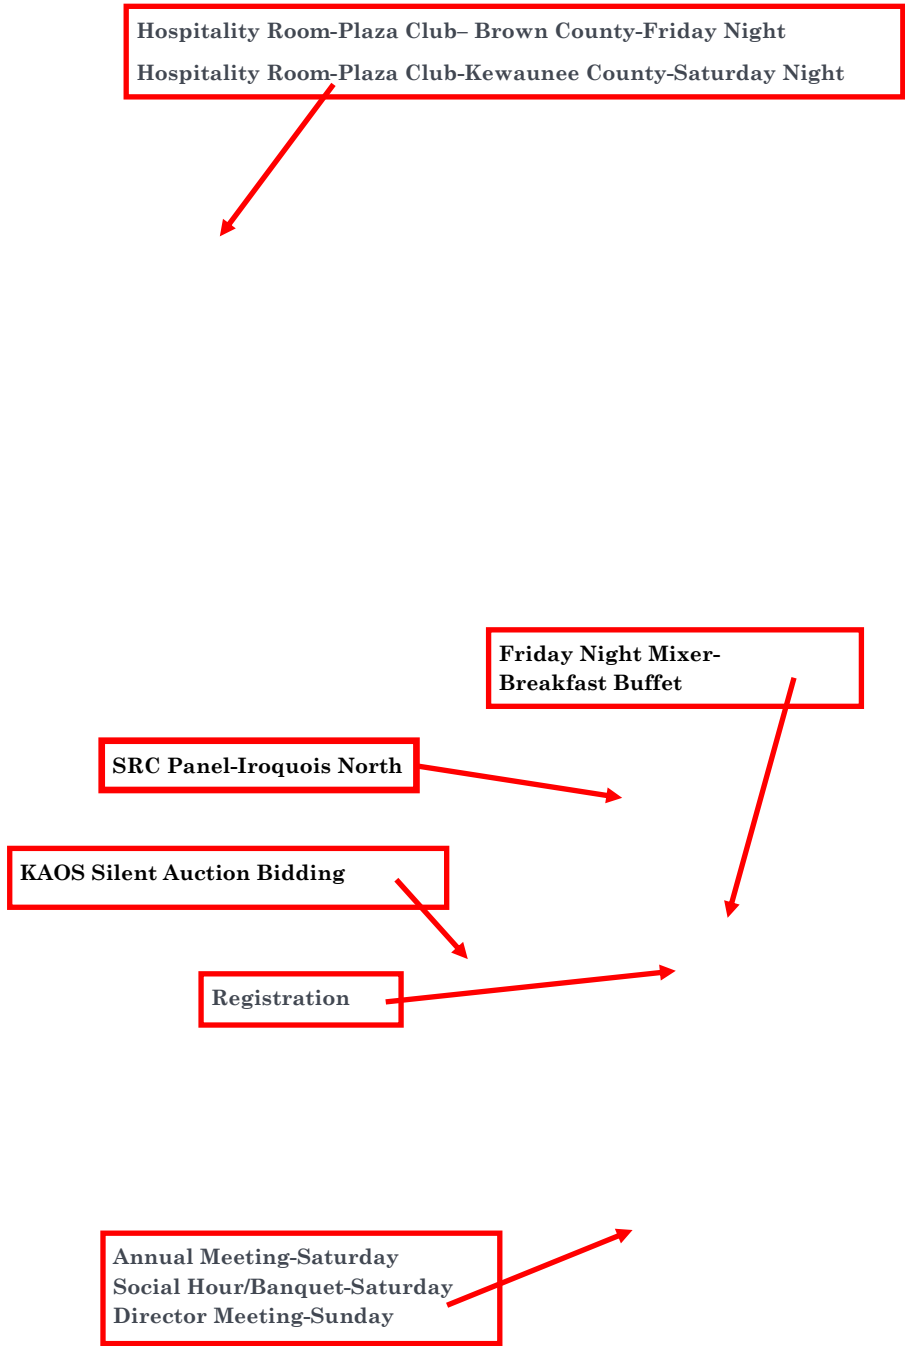 Hospitality Room-Plaza Club– Brown County-Friday Night
Hospitality Room-Plaza Club-Kewaunee County-Saturday Night
Friday Night Mixer-
Breakfast Buffet
SRC Panel-Iroquois North
KAOS Silent Auction Bidding
Registration
Annual Meeting-Saturday
Social Hour/Banquet-Saturday
Director Meeting-Sunday